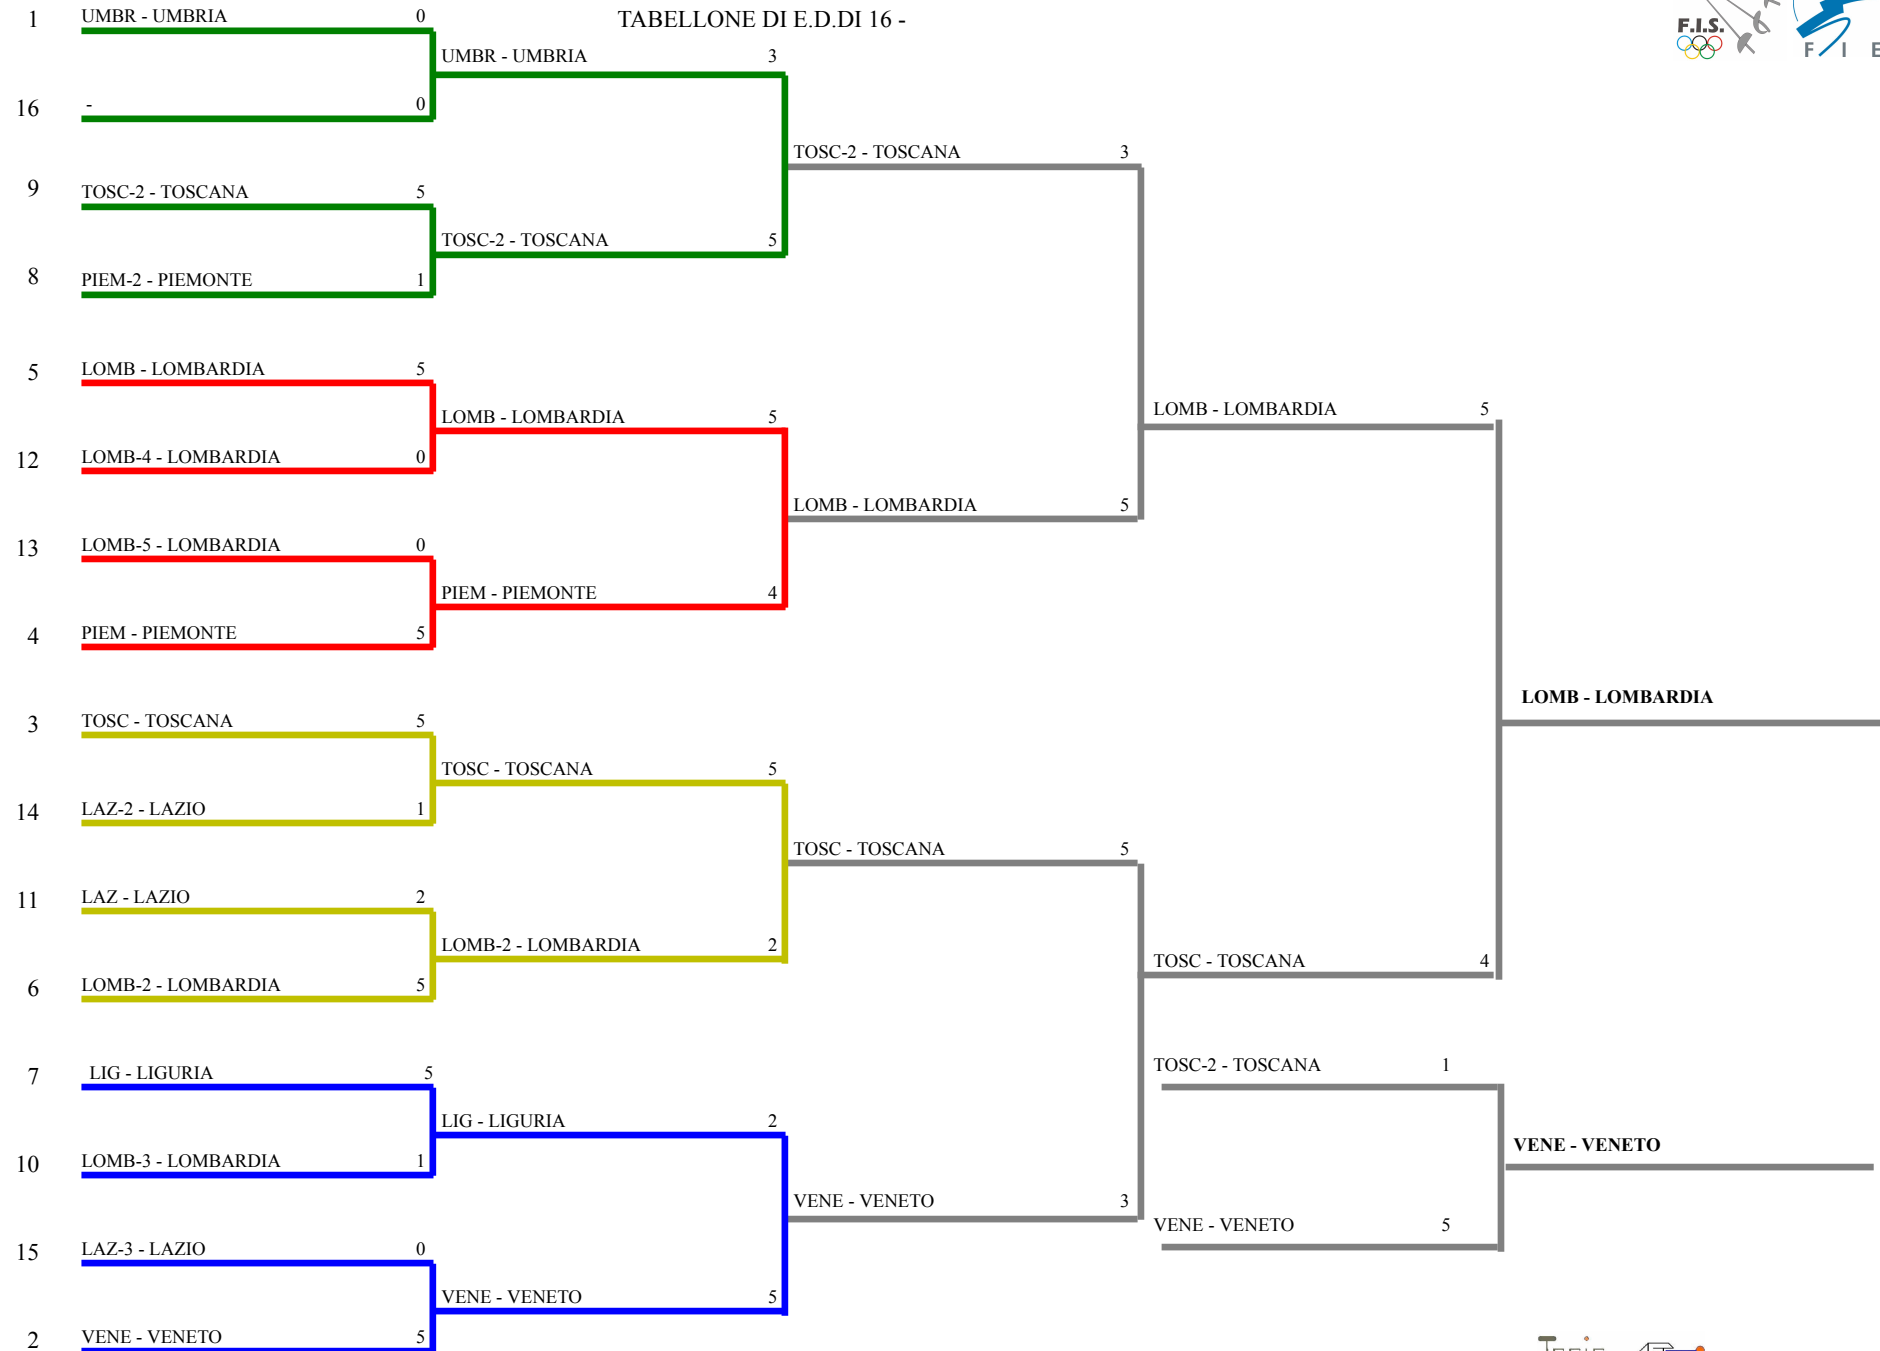 TABELLONE DI E.D.DI 16 -
F.I.S.
F I E
1 UMBR - UMBRIA 0
UMBR - UMBRIA 3
16 - 0
TOSC-2 - TOSCANA 3
9 TOSC-2 - TOSCANA 5
TOSC-2 - TOSCANA 5
8 PIEM-2 - PIEMONTE 1
5 LOMB - LOMBARDIA 5
LOMB - LOMBARDIA 5
LOMB - LOMBARDIA 5
12 LOMB-4 - LOMBARDIA 0
LOMB - LOMBARDIA 5
13 LOMB-5 - LOMBARDIA 0
PIEM - PIEMONTE 4
4 PIEM - PIEMONTE 5
LOMB - LOMBARDIA
3 TOSC - TOSCANA 5
TOSC - TOSCANA 5
14 LAZ-2 - LAZIO 1
TOSC - TOSCANA 5
11 LAZ - LAZIO 2
LOMB-2 - LOMBARDIA 2
TOSC - TOSCANA 4
6 LOMB-2 - LOMBARDIA 5
7 LIG - LIGURIA 5
TOSC-2 - TOSCANA 1
LIG - LIGURIA 2
VENE - VENETO
10 LOMB-3 - LOMBARDIA 1
VENE - VENETO 3
VENE - VENETO 5
15 LAZ-3 - LAZIO 0
VENE - VENETO 5
2 VENE - VENETO 5